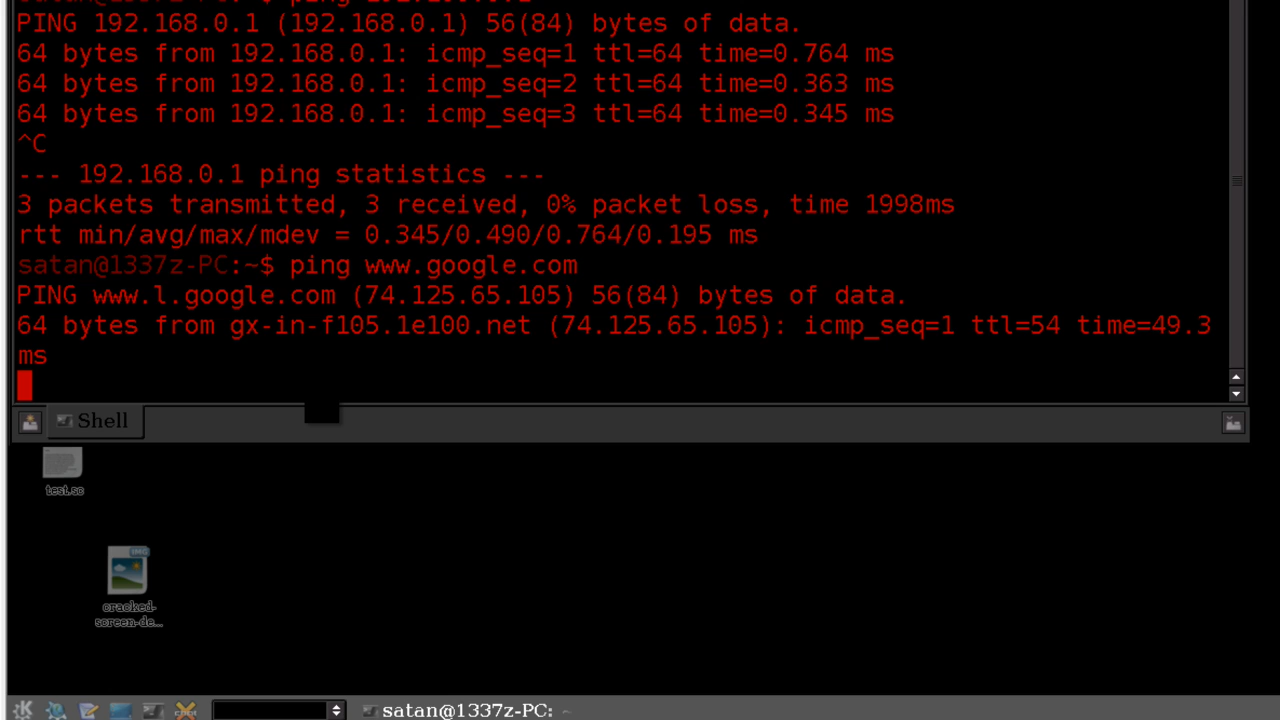 PING 192.168.0.1 (192.168.0.1) 56(84) bytes of data.
64 bytes from 192.168.0.1: icmp_seq=1 ttl=64 time=0.764 ms
64 bytes from 192.168.0.1: icmp_seq=2 ttl=64 time=0.363 ms
64 bytes from 192.168.0.1: icmp_seq=3 ttl=64 time=0.345 ms
^C
--- 192.168.0.1 ping statistics ---
3 packets transmitted, 3 received, 0% packet loss, time 1998ms
rtt min/avg/max/mdev = 0.345/0.490/0.764/0.195 ms
satan@1337z-PC:~$ ping www.google.com
PING www.l.google.com (74.125.65.105) 56(84) bytes of data.
64 bytes from gx-in-f105.1e100.net (74.125.65.105): icmp_seq=1 ttl=54 time=49.3
ms
Shell
test.sc
IMG
cracked-
screen-de...
satan@1337z-PC: ~